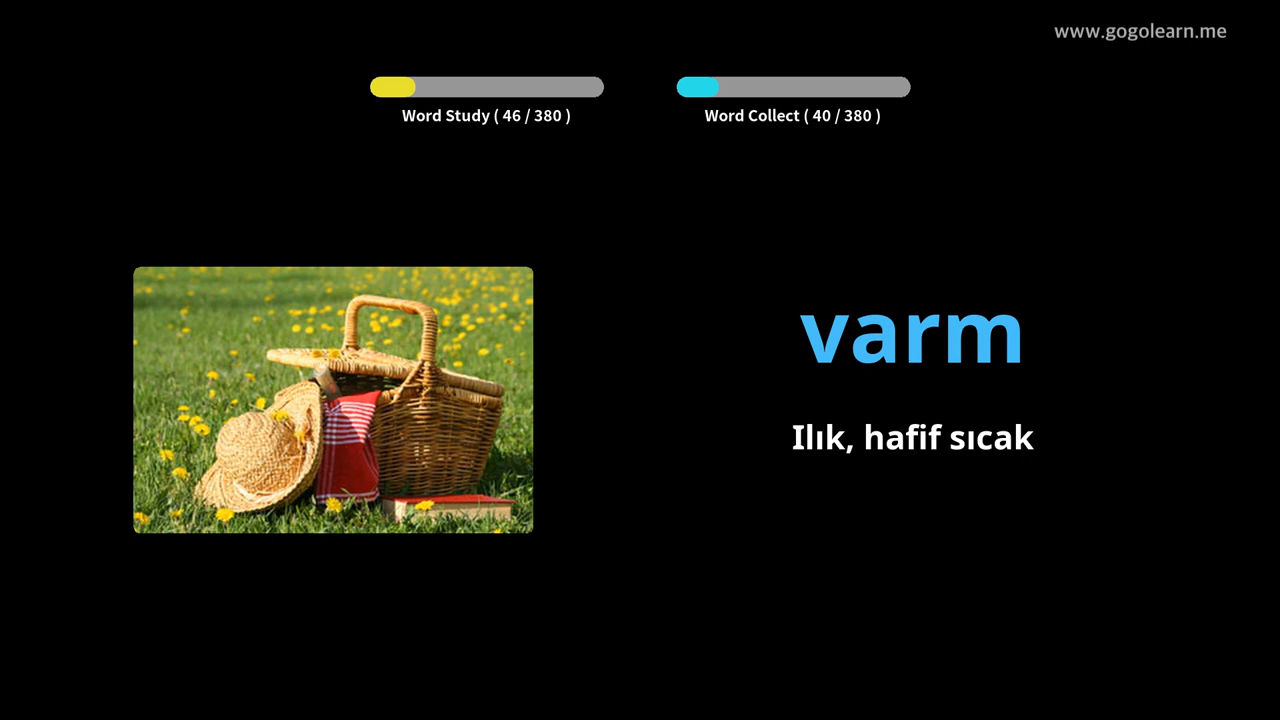 www.gogolearn.me
Word Study ( 46 / 380 )
Word Collect ( 40 / 380 )
varm
Ilık, hafif sıcak